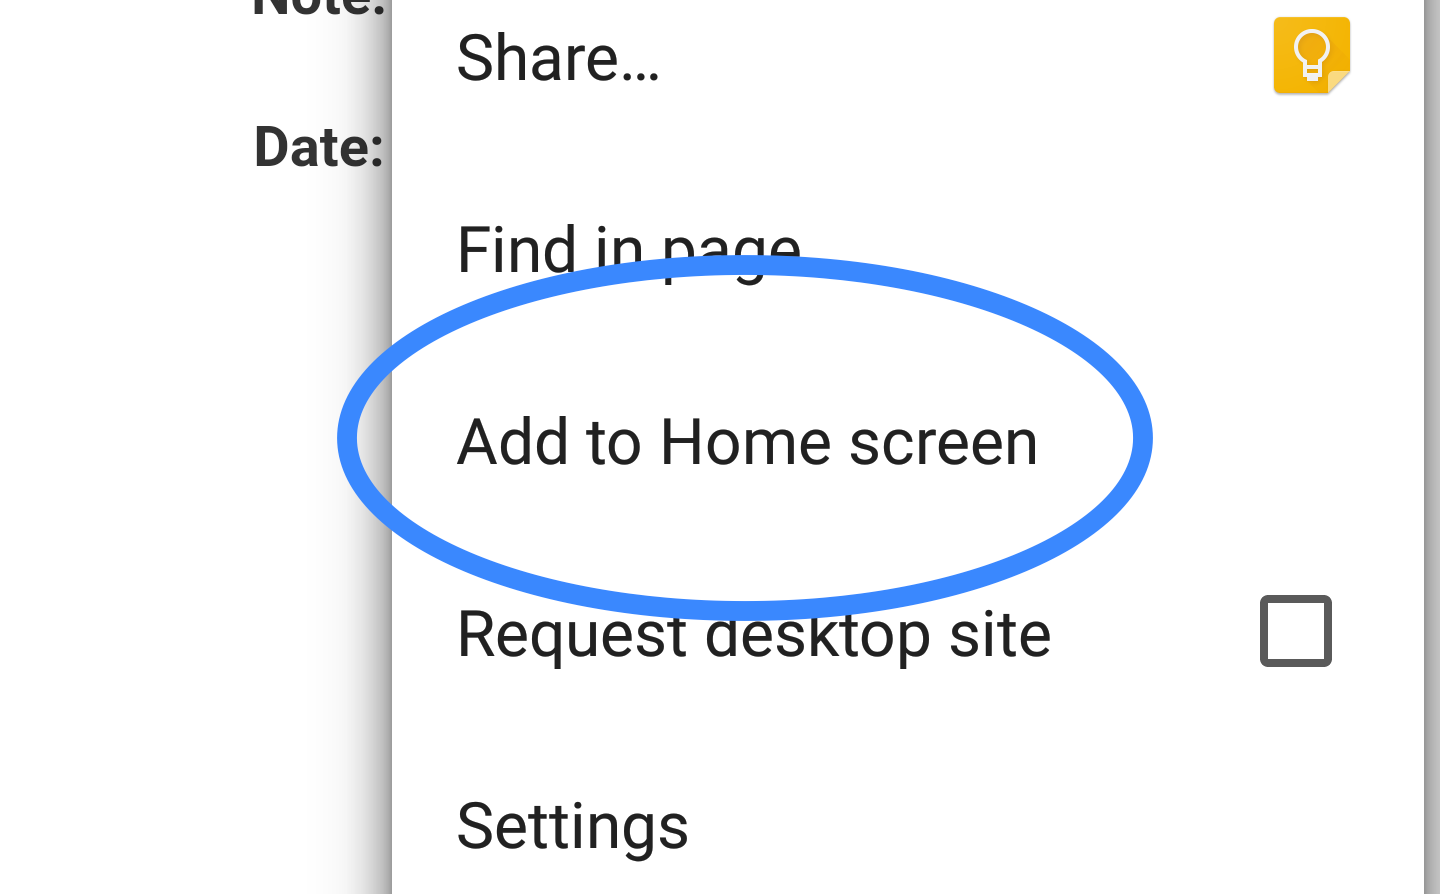 Note:
Share...
Date:
Find in page
Add to Home screen
Request desktop site
Settings